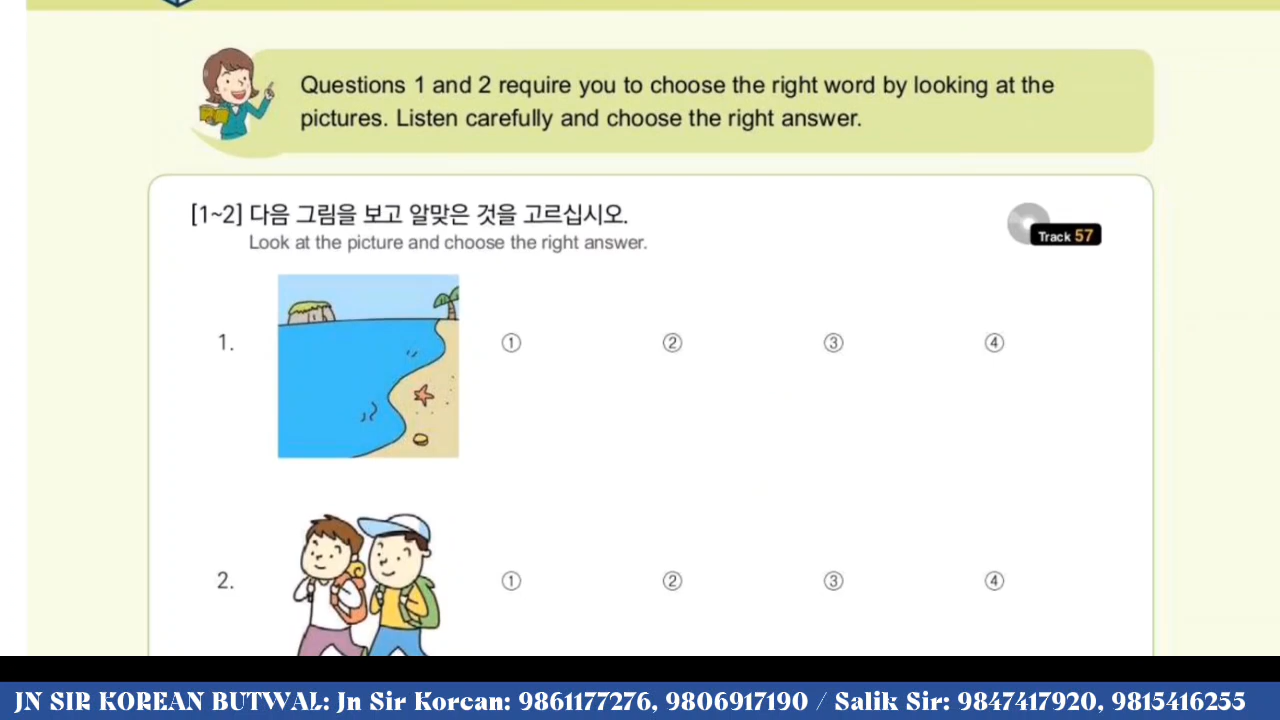 Questions 1 and 2 require you to choose the right word by looking at the
pictures. Listen carefully and choose the right answer.
[1~2] 다음 그림을 보고 알맞은 것을 고르십시오.
Look at the picture and choose the right answer.
Track 57
1. ① ② ③ ④
2. ① ② ③ ④
JN SIR KOREAN BUTWAL: Jn Sir Korcan: 9861177276, 9806917190 / Salik Sir: 9847417920, 9815416255